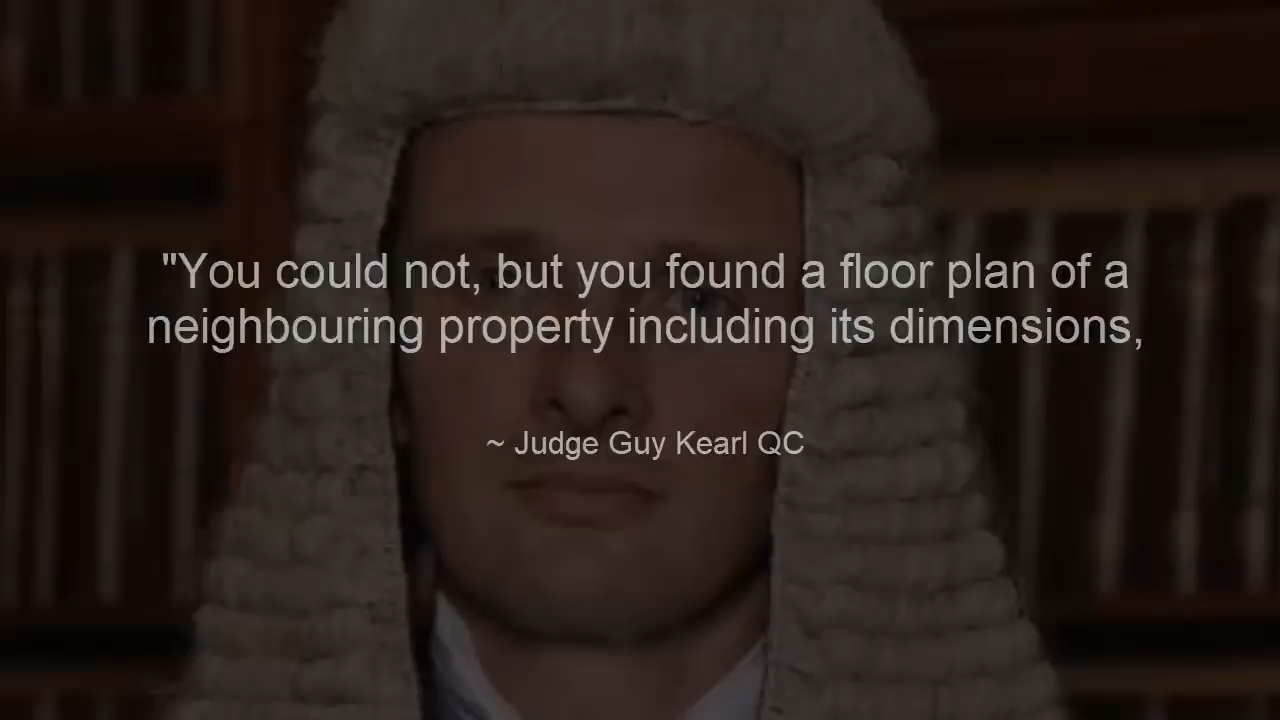 "You could not, but you found a floor plan of a
neighbouring property including its dimensions,
~ Judge Guy Kearl QC